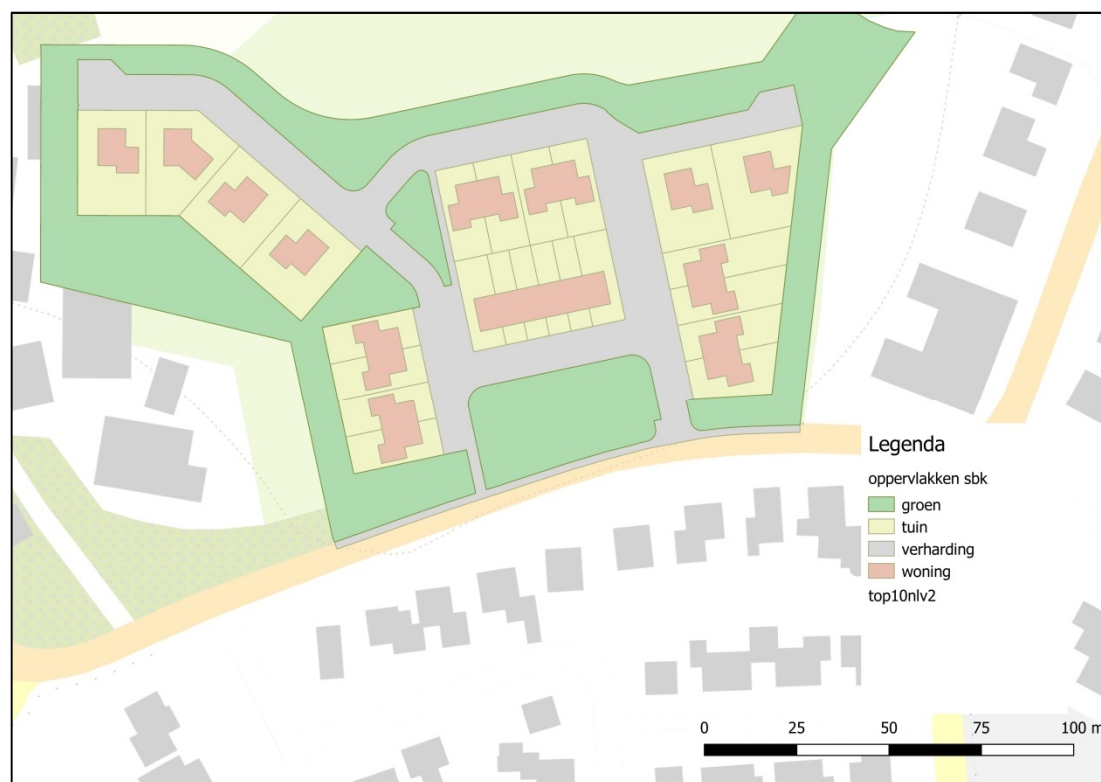 Legenda
oppervlakken sbk
groen
tuin
verharding
woning
top10nlv2
0 25 50 75 100 m